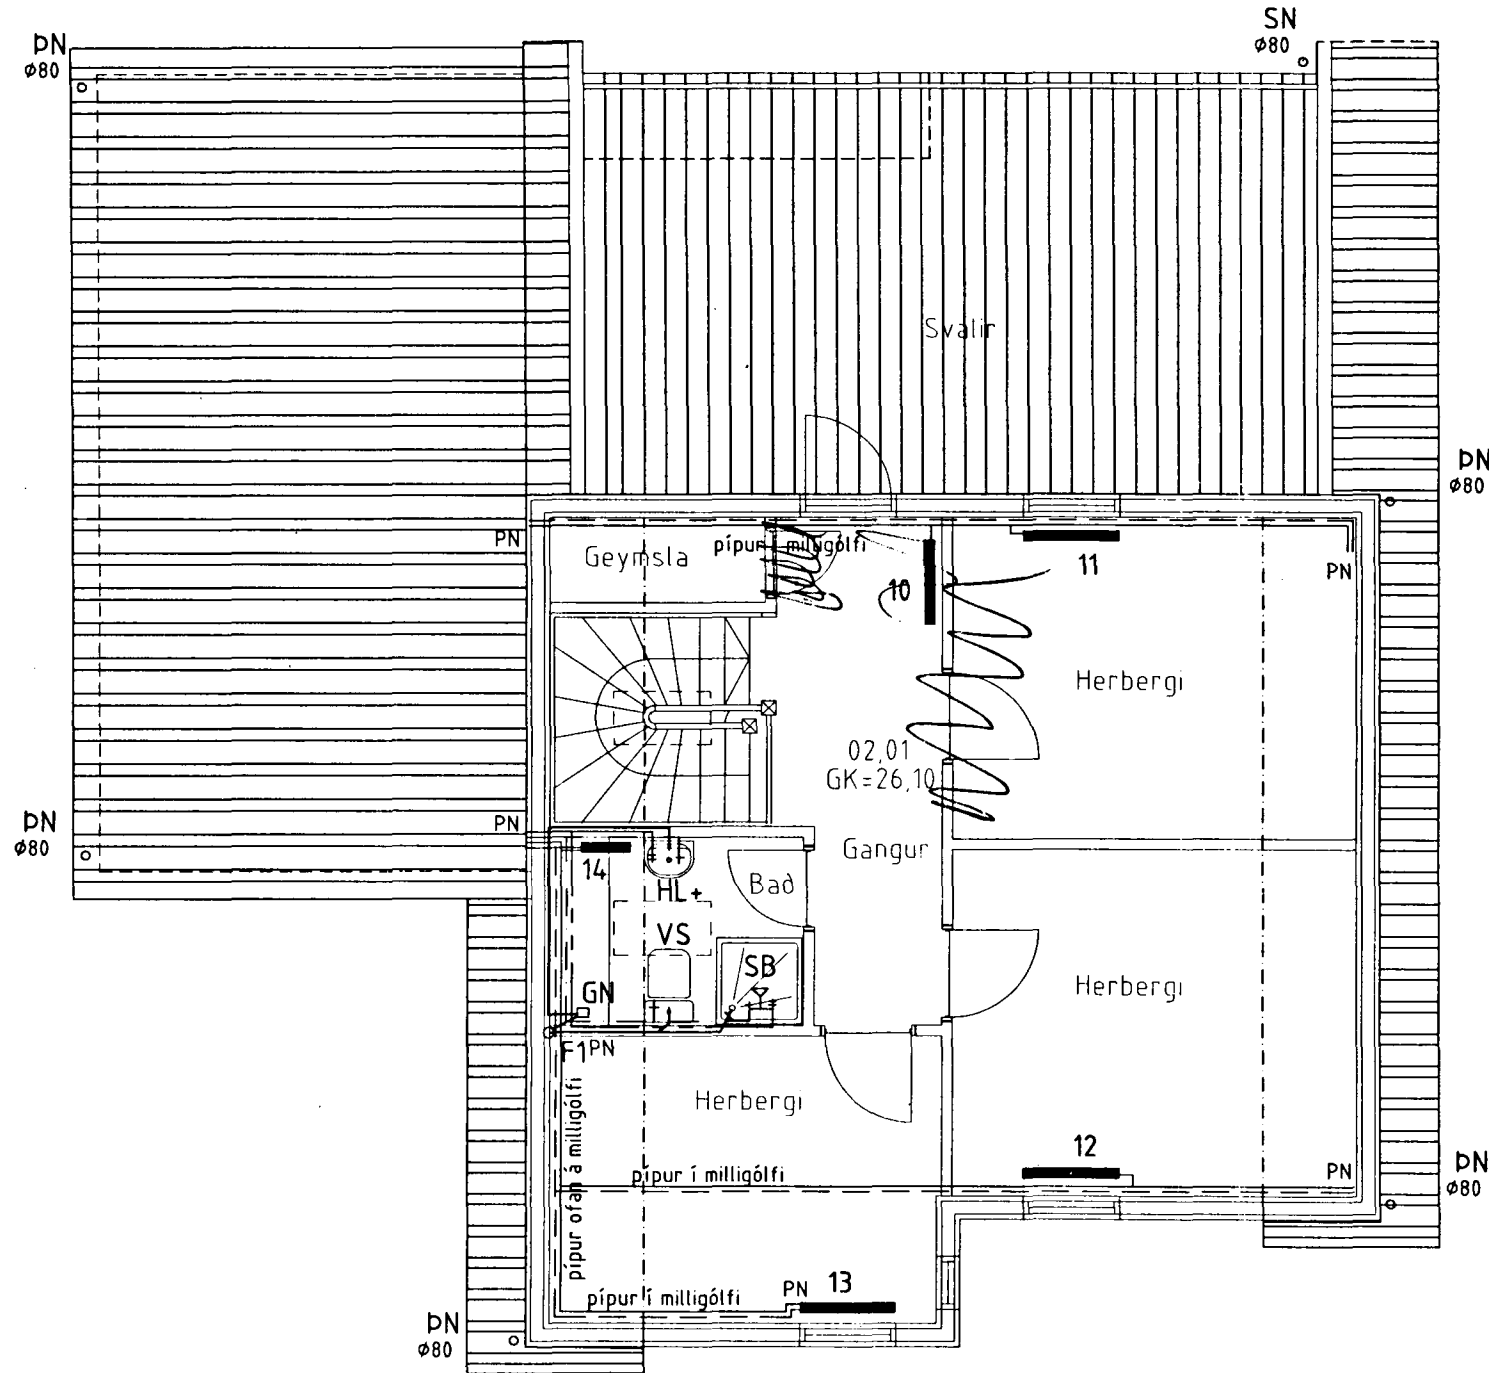 SN
ø80
ÞN
ø80
Svalir
ÞN
ø80
PN
Geymsla
pípur í milligólfi
10
11
PN
Herbergi
02,01
GK=26,10
ÞN
ø80
PN
14
HL+
Bað
Gangur
VS
SB
GN
Herbergi
F1
PN
Herbergi
pípur ofan á milligólfi
pípur í milligólfi
12
PN
ÞN
ø80
PN
13
pípur í milligólfi
ÞN
ø80